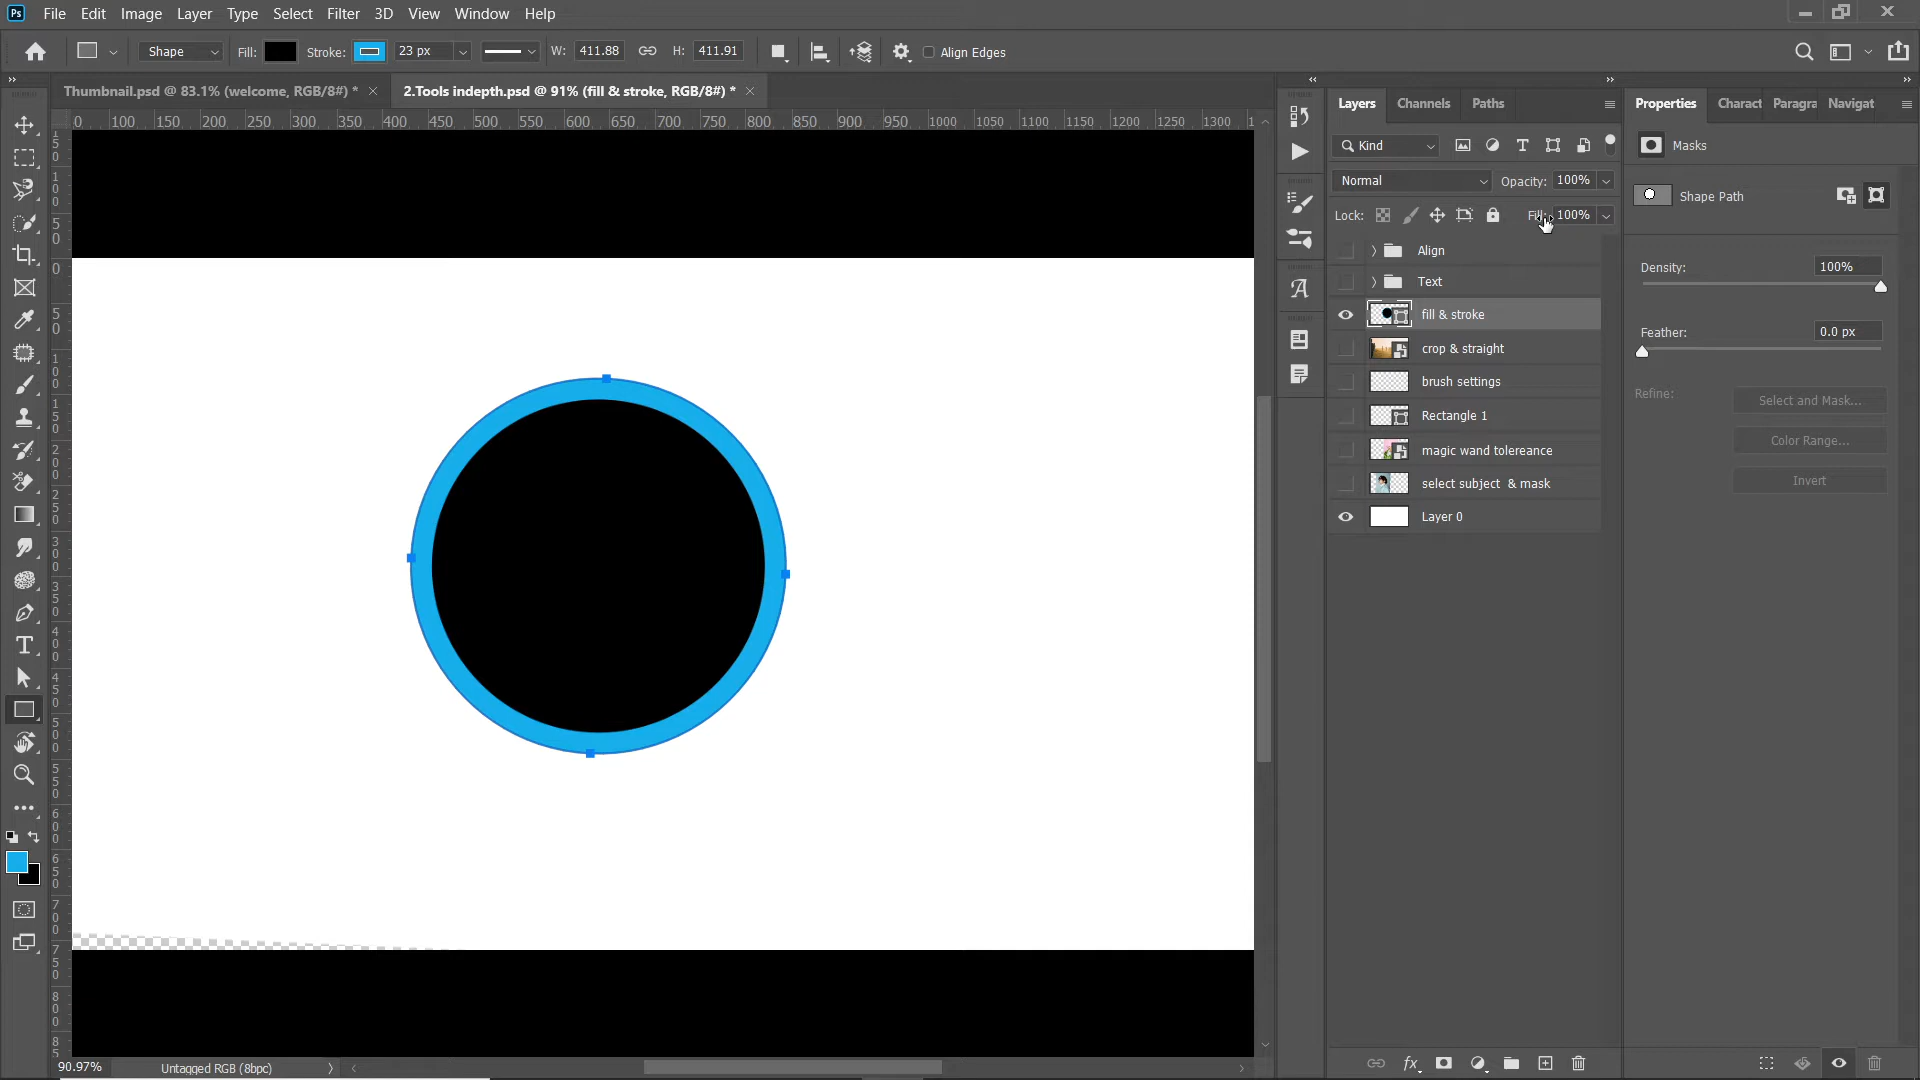 Ps File Edit Image Layer Type Select Filter 3D View Window Help
Shape Fill: Stroke: 23 px W: 411.88 H: 411.91 Align Edges
Thumbnail.psd @ 83.1% (welcome, RGB/8#) * 2.Tools indepth.psd @ 91% (fill & stroke, RGB/8#) *
0 100 150 200 250 300 350 400 450 500 550 600 650 700 750 800 850 900 950 1000 1050 1100 1150 1200 1250 1300
Layers Channels Paths
Kind
Normal Opacity: 100%
Lock: Fill: 100%
Align
Text
fill & stroke
crop & straight
brush settings
Rectangle 1
magic wand tolereance
select subject & mask
Layer 0
Properties Charact Paragra Navigat
Masks
Shape Path
Density: 100%
Feather: 0.0 px
Refine: Select and Mask...
Color Range...
Invert
90.97% Untagged RGB (8bpc)
fx